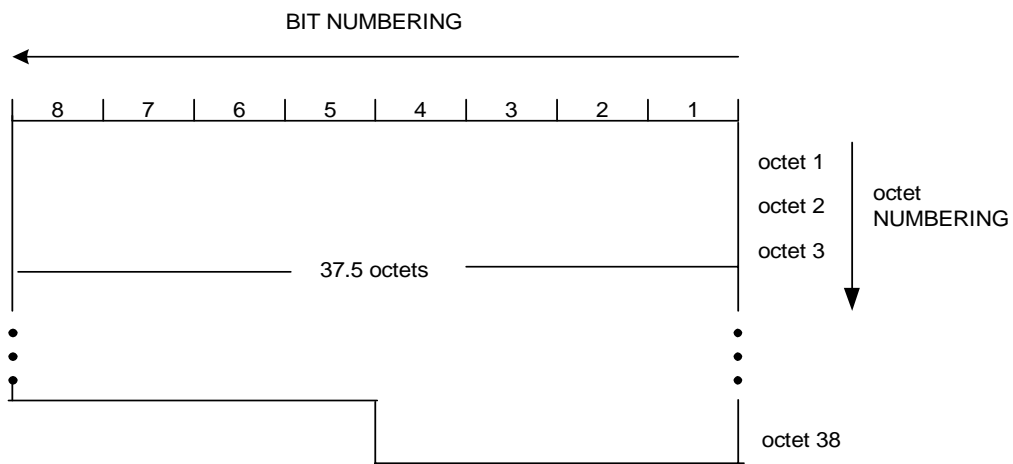 BIT NUMBERING
8 7 6 5 4 3 2 1
octet 1
octet 2
octet NUMBERING
octet 3
37.5 octets
octet 38